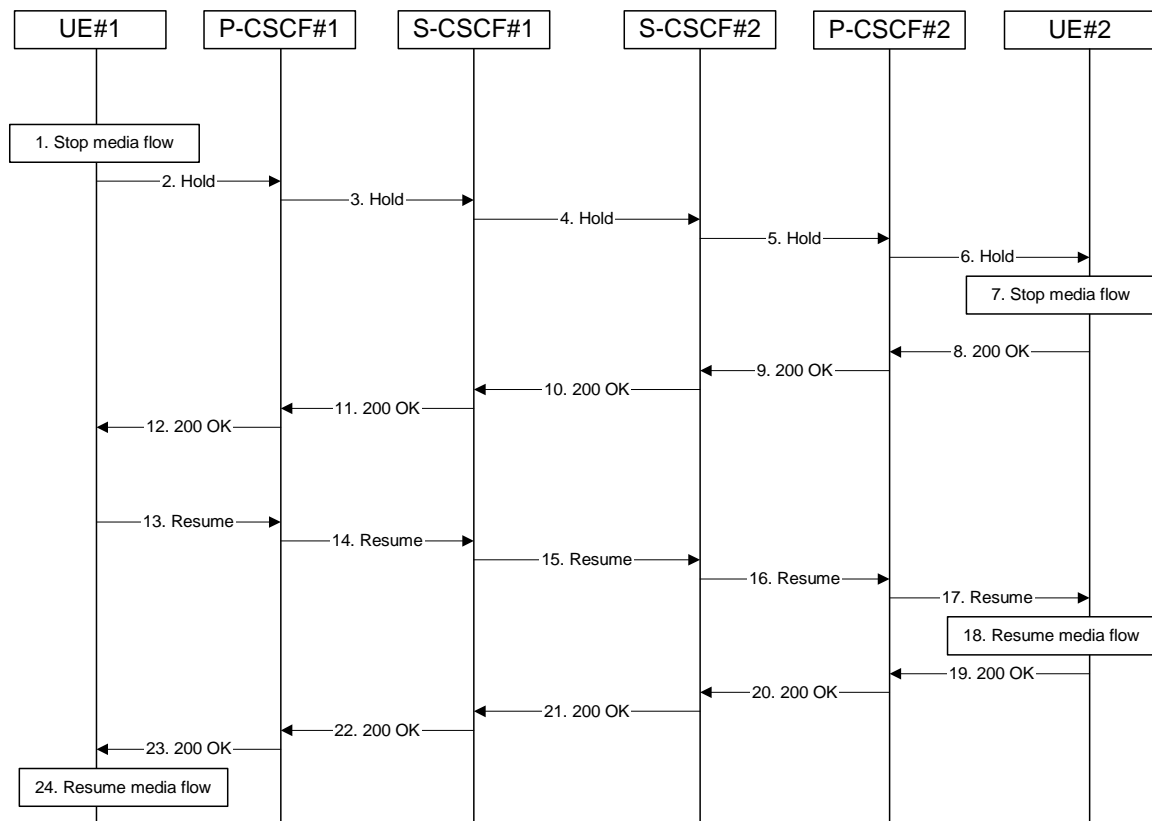 UE#1
P-CSCF#1
S-CSCF#1
S-CSCF#2
P-CSCF#2
UE#2
1. Stop media flow
2. Hold
3. Hold
4. Hold
5. Hold
6. Hold
7. Stop media flow
8. 200 OK
9. 200 OK
10. 200 OK
11. 200 OK
12. 200 OK
13. Resume
14. Resume
15. Resume
16. Resume
17. Resume
18. Resume media flow
19. 200 OK
20. 200 OK
21. 200 OK
22. 200 OK
23. 200 OK
24. Resume media flow